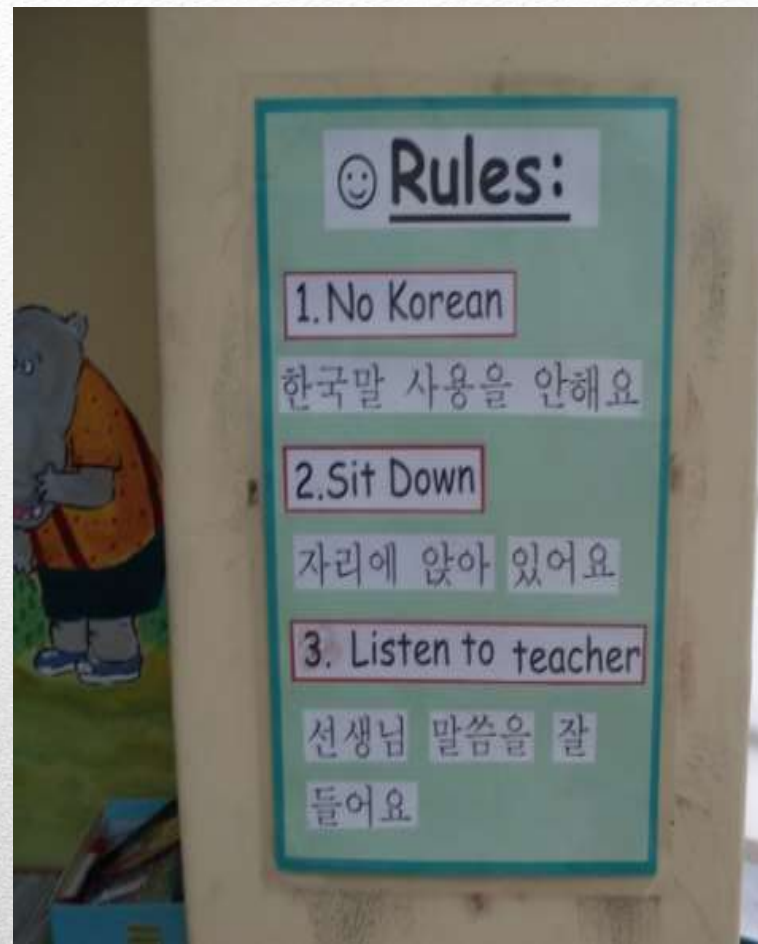 ☺Rules:
1. No Korean
한국말 사용을 안해요
2.Sit Down
자리에 앉아 있어요
3. Listen to teacher
선생님 말씀을 잘
들어요